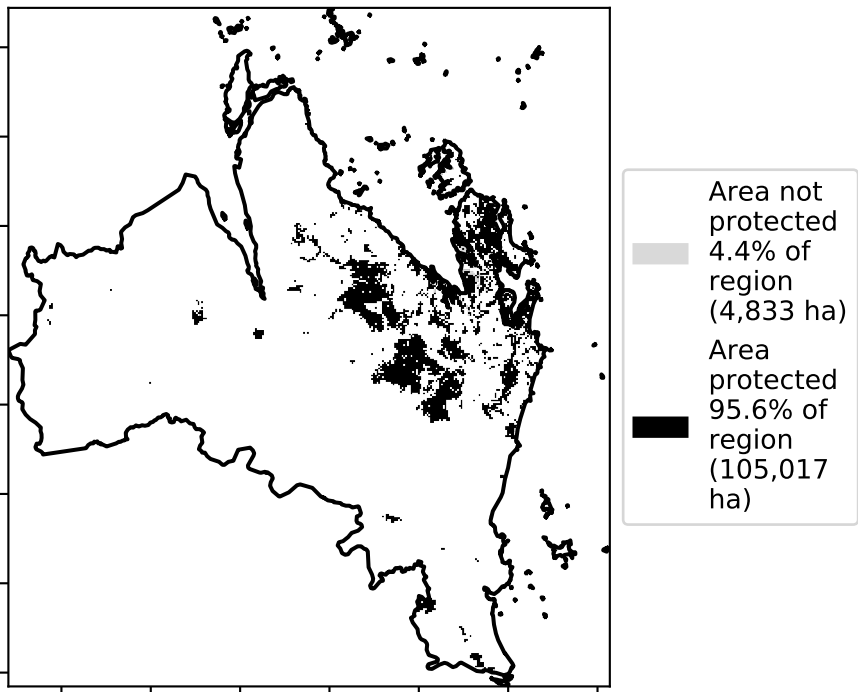 Area not
protected
4.4% of
region
(4,833 ha)
Area
protected
95.6% of
region
(105,017
ha)